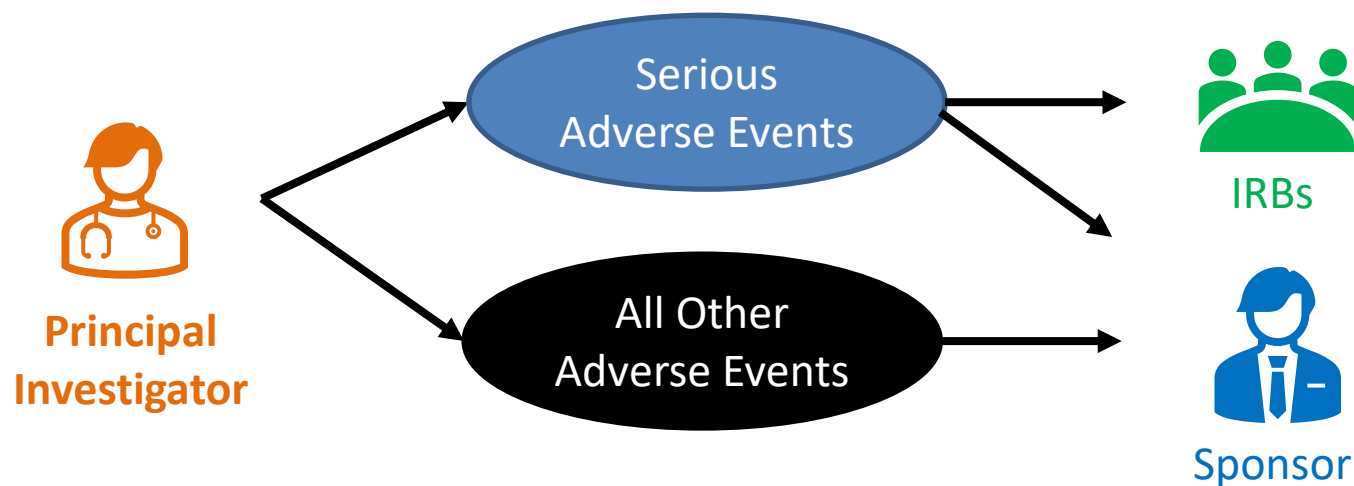 Principal
Investigator
Serious
Adverse Events
All Other
Adverse Events
IRBs
Sponsor